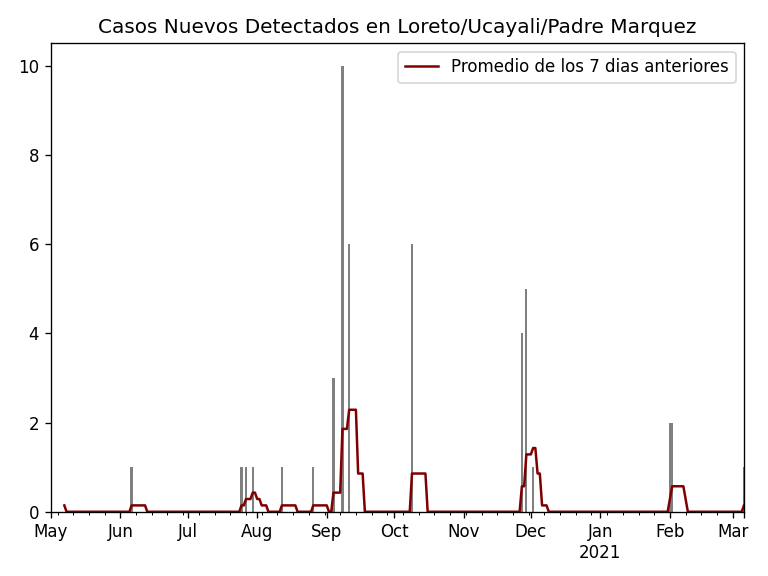 Casos Nuevos Detectados en Loreto/Ucayali/Padre Marquez
Promedio de los 7 dias anteriores
10
8
6
4
2
0
May Jun Jul Aug Sep Oct Nov Dec Jan Feb Mar
2021